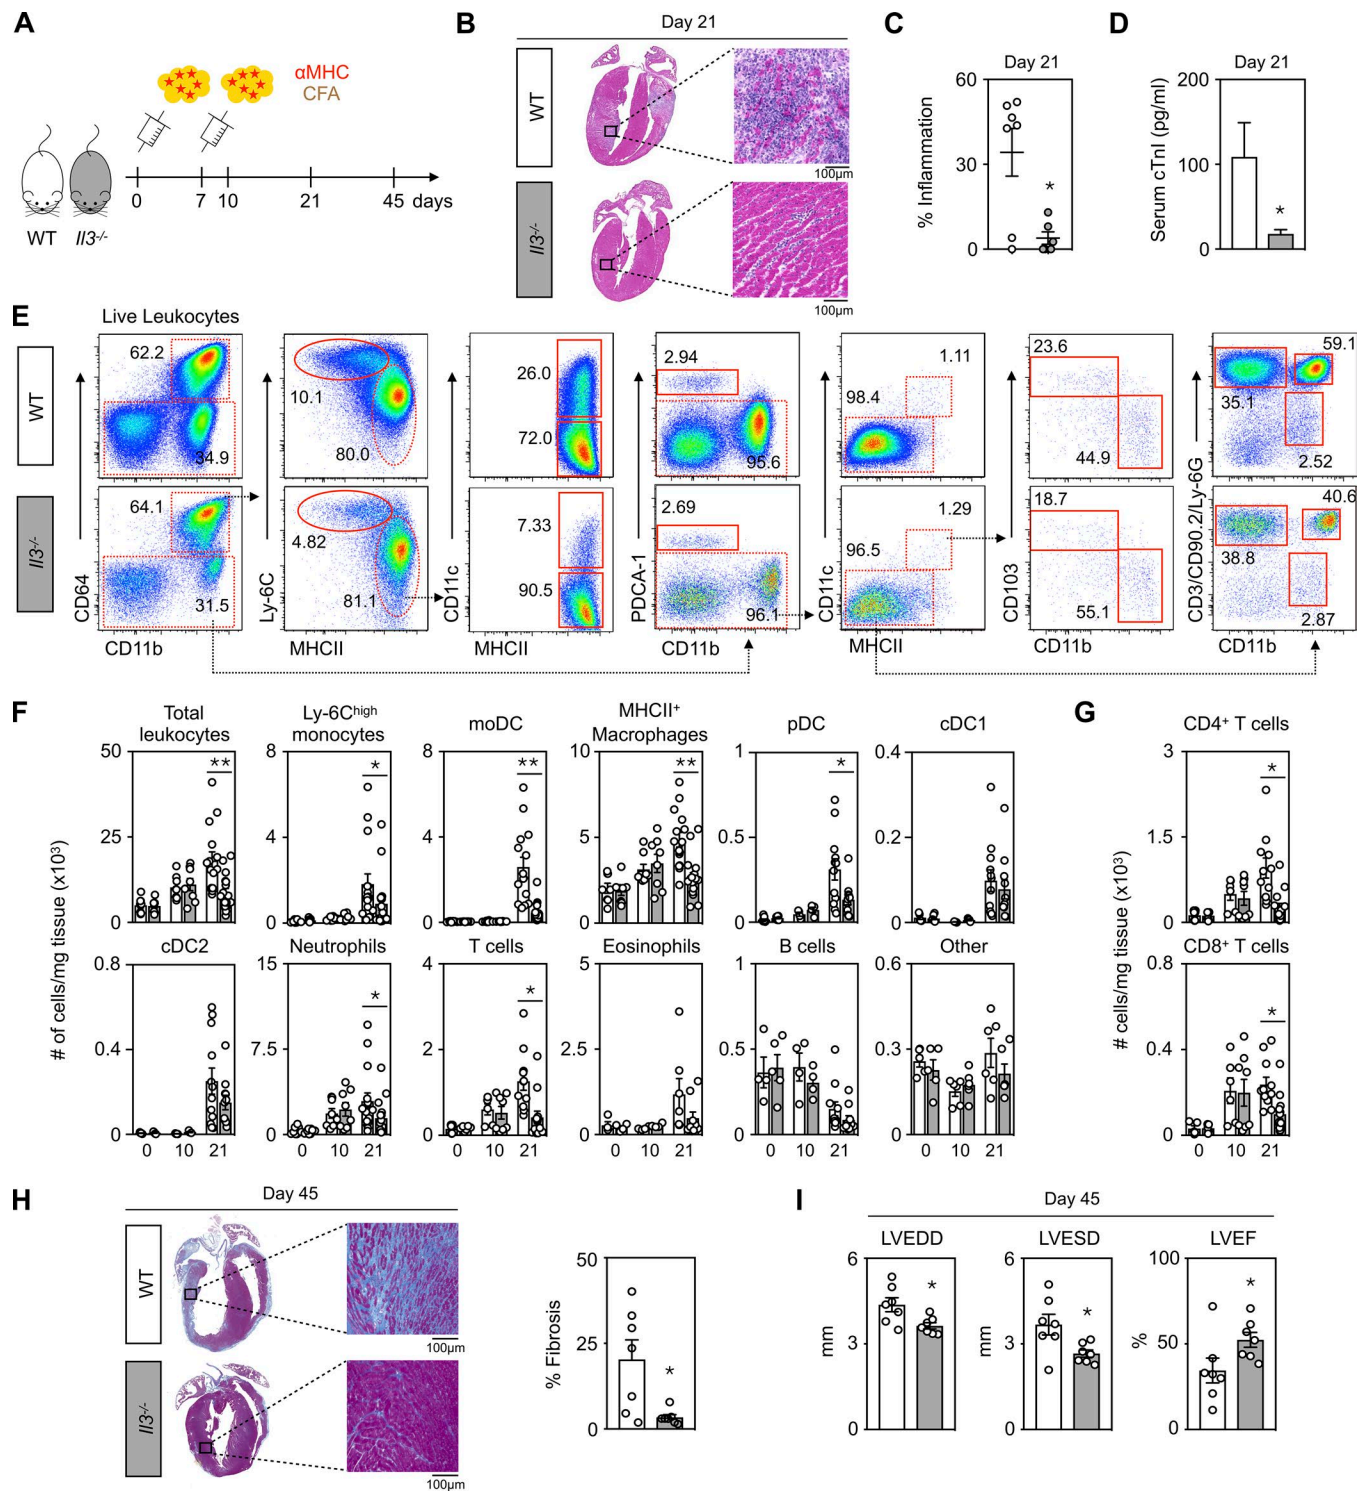 A
αMHC
CFA
0 7 10 21 45 days
WT Il3-/-
B
Day 21
WT
100μm
Il3-/-
100μm
C
Day 21
% Inflammation
60
30
0
*
D
Day 21
Serum cTnI (pg/ml)
200
100
0
*
E
Live Leukocytes
WT
62.2
34.9
10.1
80.0
26.0
72.0
2.94
95.6
1.11
98.4
23.6
44.9
59.1
35.1
2.52
Il3-/-
64.1
31.5
4.82
81.1
7.33
90.5
2.69
96.1
1.29
96.5
18.7
55.1
40.6
38.8
2.87
CD64
CD11b
Ly-6C
MHCII
CD11c
MHCII
PDCA-1
CD11b
CD11c
MHCII
CD103
CD11b
CD3/CD90.2/Ly-6G
CD11b
F
# of cells/mg tissue (x10³)
Total
leukocytes
50
25
0
**
Ly-6Chigh
monocytes
8
4
0
*
moDC
8
4
0
**
MHCII+
Macrophages
10
5
0
**
pDC
1
0.5
0
*
cDC1
0.4
0.2
0
cDC2
0.8
0.4
0
0 10 21
Neutrophils
15
7.5
0
*
0 10 21
T cells
4
2
0
*
0 10 21
Eosinophils
5
2.5
0
0 10 21
B cells
1
0.5
0
0 10 21
Other
0.6
0.3
0
0 10 21
G
# cells/mg tissue (x10³)
CD4+ T cells
3
1.5
0
*
CD8+ T cells
0.8
0.4
0
*
0 10 21
H
Day 45
WT
100μm
Il3-/-
100μm
% Fibrosis
50
25
0
*
I
Day 45
LVEDD
mm
6
3
0
*
LVESD
mm
6
3
0
*
LVEF
%
100
50
0
*